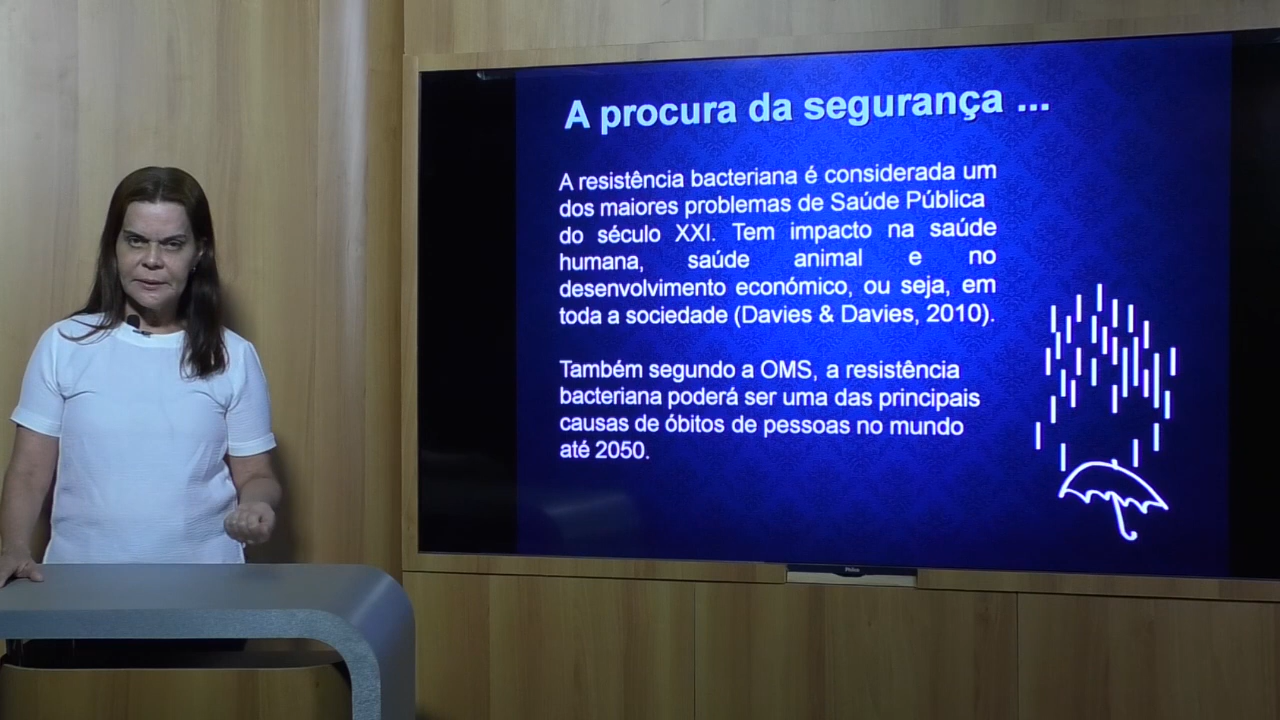 A procura da segurança ...
A resistência bacteriana é considerada um
dos maiores problemas de Saúde Pública
do século XXI. Tem impacto na saúde
humana, saúde animal e no
desenvolvimento económico, ou seja, em
toda a sociedade (Davies & Davies, 2010).
Também segundo a OMS, a resistência
bacteriana poderá ser uma das principais
causas de óbitos de pessoas no mundo
até 2050.
Philco